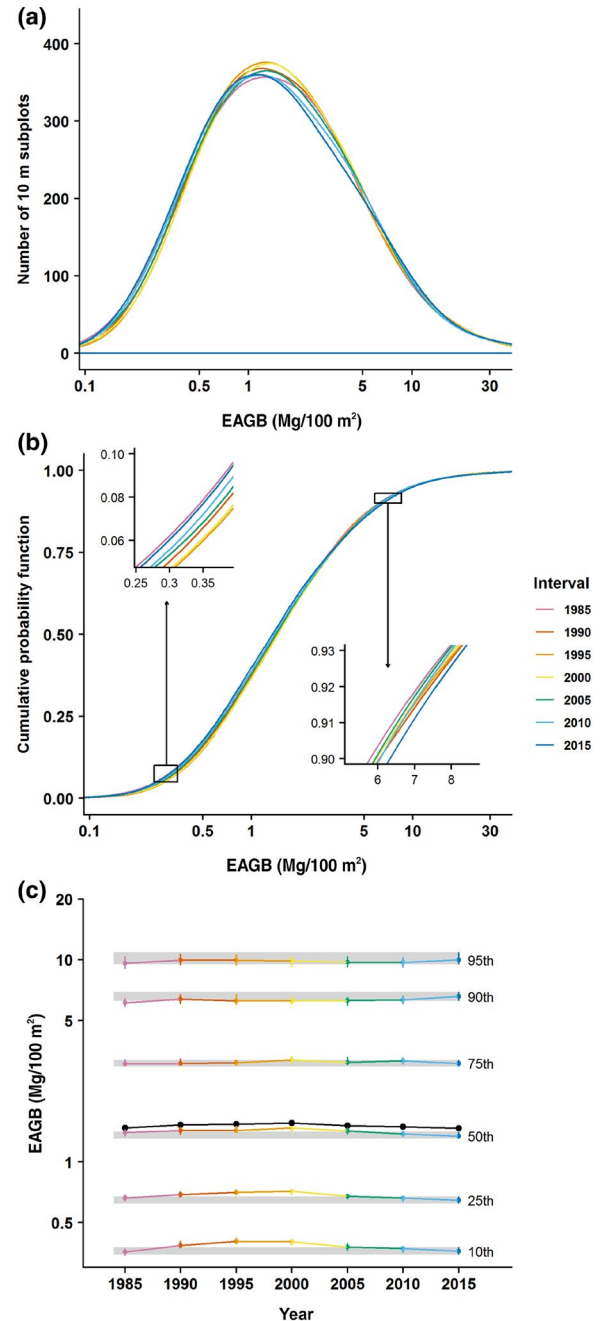 (a)
Number of 10 m subplots
400
300
200
100
0
0.1 0.5 1 5 10 30
EAGB (Mg/100 m²)
(b)
Cumulative probability function
1.00
0.75
0.50
0.25
0.00
0.10
0.08
0.06
0.25 0.3 0.35
0.93
0.92
0.91
0.90
6 7 8
0.1 0.5 1 5 10 30
EAGB (Mg/100 m²)
Interval
1985
1990
1995
2000
2005
2010
2015
(c)
EAGB (Mg/100 m²)
20
10
5
1
0.5
95th
90th
75th
50th
25th
10th
1985 1990 1995 2000 2005 2010 2015
Year